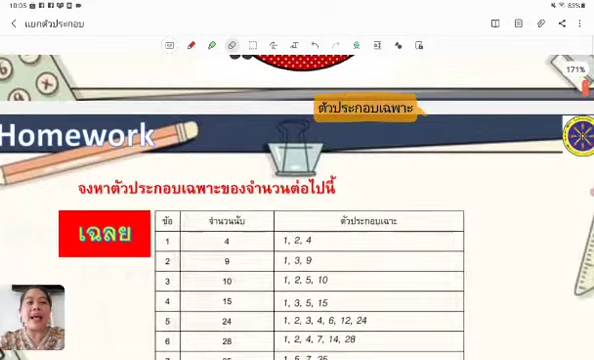 10:05
83%
แยกตัวประกอบ
171%
ตัวประกอบเฉพาะ
Homework
จงหาตัวประกอบเฉพาะของจำนวนต่อไปนี้
เฉลย
ข้อ จำนวนนับ ตัวประกอบเฉาะ
1 4 1, 2, 4
2 9 1, 3, 9
3 10 1, 2, 5, 10
4 15 1, 3, 5, 15
5 24 1, 2, 3, 4, 6, 12, 24
6 28 1, 2, 4, 7, 14, 28